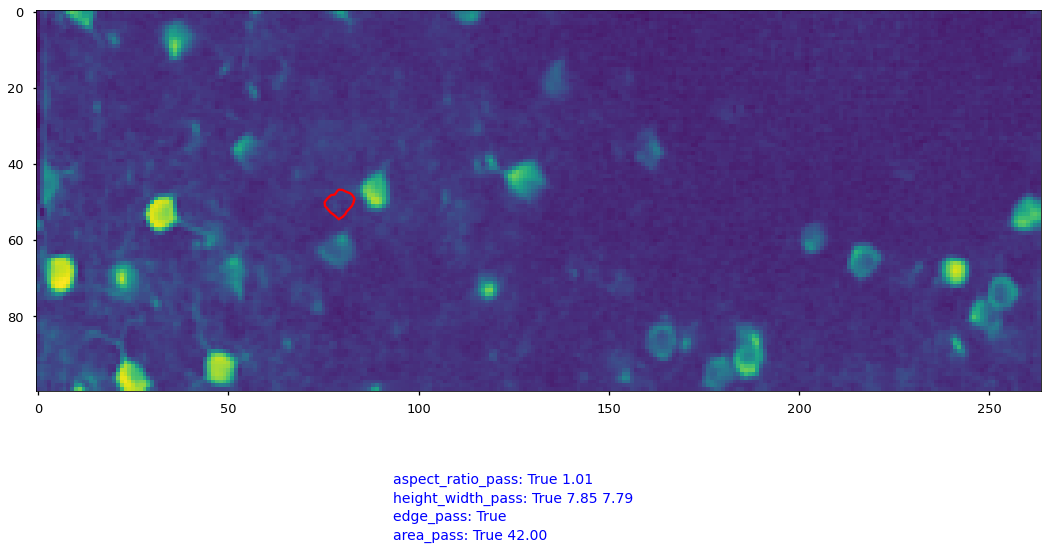 0
20
40
60
80
0 50 100 150 200 250
aspect_ratio_pass: True 1.01
height_width_pass: True 7.85 7.79
edge_pass: True
area_pass: True 42.00